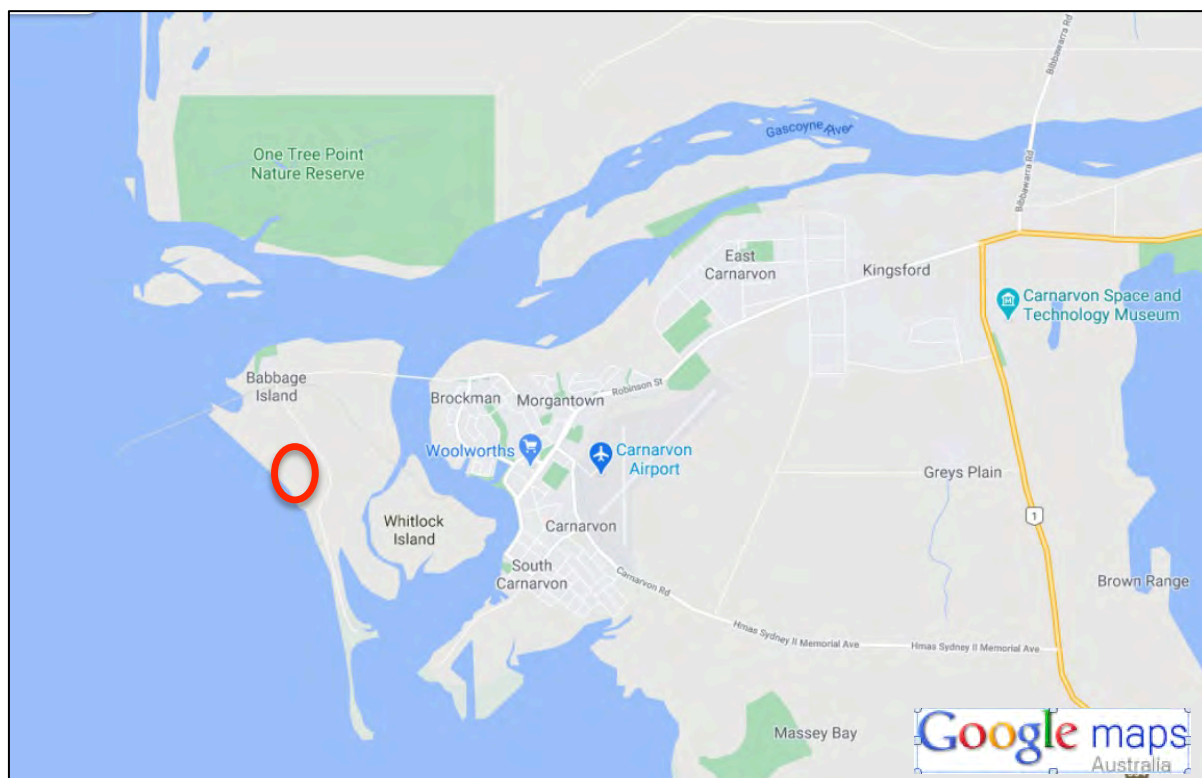 Bibbawarra Rd
Gascoyne River
One Tree Point
Nature Reserve
Bibbawarra Rd
East
Carnarvon
Kingsford
Carnarvon Space and
Technology Museum
Babbage
Island
Brockman
Morgantown
Robinson St
Woolworths
Carnarvon
Airport
Greys Plain
Whitlock
Island
Carnarvon
1
South
Carnarvon
Carnarvon Rd
Brown Range
Hmas Sydney II Memorial Ave
Hmas Sydney II Memorial Ave
Massey Bay
Google maps
Australia